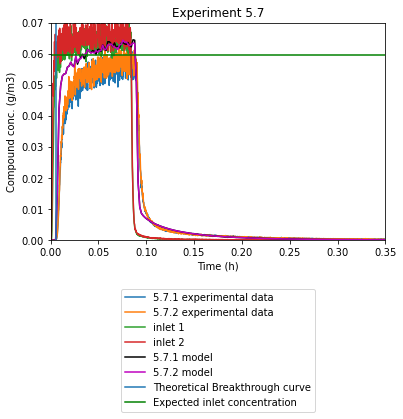 Experiment 5.7
Compound conc. (g/m3)
0.07
0.06
0.05
0.04
0.03
0.02
0.01
0.00
0.00 0.05 0.10 0.15 0.20 0.25 0.30 0.35
Time (h)
5.7.1 experimental data
5.7.2 experimental data
inlet 1
inlet 2
5.7.1 model
5.7.2 model
Theoretical Breakthrough curve
Expected inlet concentration